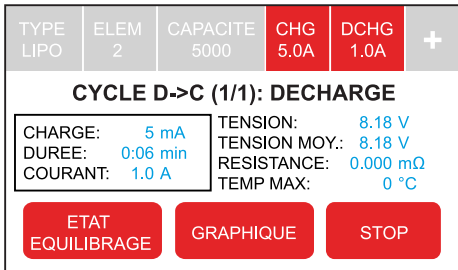 TYPE ELEM CAPACITE CHG DCHG +
LIPO 2 5000 5.0A 1.0A
CYCLE D->C (1/1): DECHARGE
CHARGE: 5 mA
DUREE: 0:06 min
COURANT: 1.0 A
TENSION: 8.18 V
TENSION MOY.: 8.18 V
RESISTANCE: 0.000 mΩ
TEMP MAX: 0 °C
ETAT
EQUILIBRAGE
GRAPHIQUE
STOP